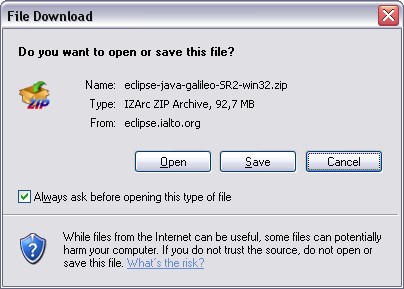 File Download
Do you want to open or save this file?
Name: eclipse-java-galileo-SR2-win32.zip
Type: IZArc ZIP Archive, 92,7 MB
From: eclipse.ialto.org
ZIP
Open Save Cancel
Always ask before opening this type of file
While files from the Internet can be useful, some files can potentially
harm your computer. If you do not trust the source, do not open or
save this file. What's the risk?